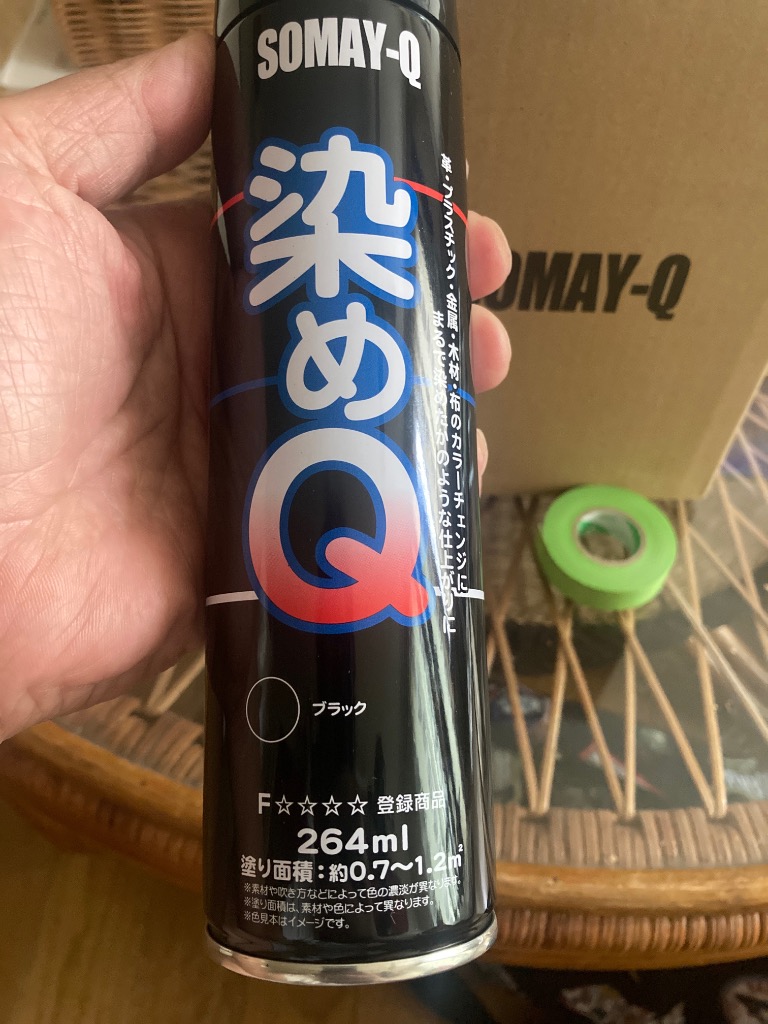 SOMAY-Q
染めQ
革・プラスチック・金属・木材・布のカラーチェンジに
まるで染めたかのような仕上がりに
ブラック
F☆☆☆☆ 登録商品
264ml
塗り面積：約0.7～1.2m²
※素材や吹き方などによって色の濃淡が異なります。
※塗り面積は、素材や色によって異なります。
※色見本はイメージです。
OMAY-Q